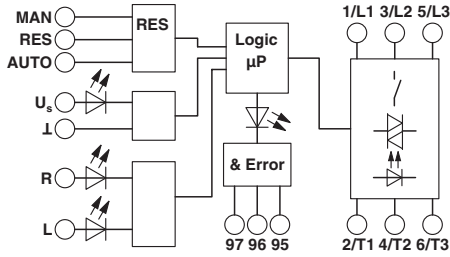 MAN
RES
AUTO
RES
Us
⊥
R
L
Logic
µP
& Error
97 96 95
1/L1 3/L2 5/L3
2/T1 4/T2 6/T3